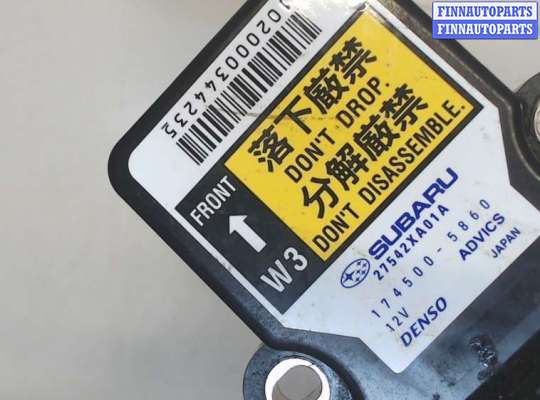 FINNAUTOPARTS
FINNAUTOPARTS
02000344235
FRONT
W3
落下厳禁
DON'T DROP.
分解厳禁
DON'T DISASSEMBLE.
SUBARU
27542XA01A
174500-5860
12V
ADVICS
DENSO
JAPAN